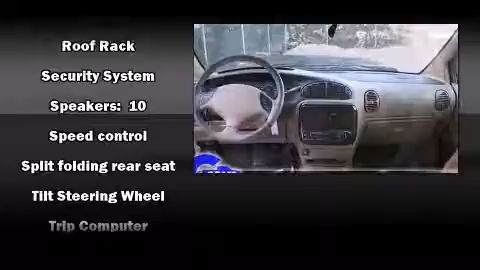 Roof Rack
Security System
Speakers: 10
Speed control
Split folding rear seat
Tilt Steering Wheel
Trip Computer